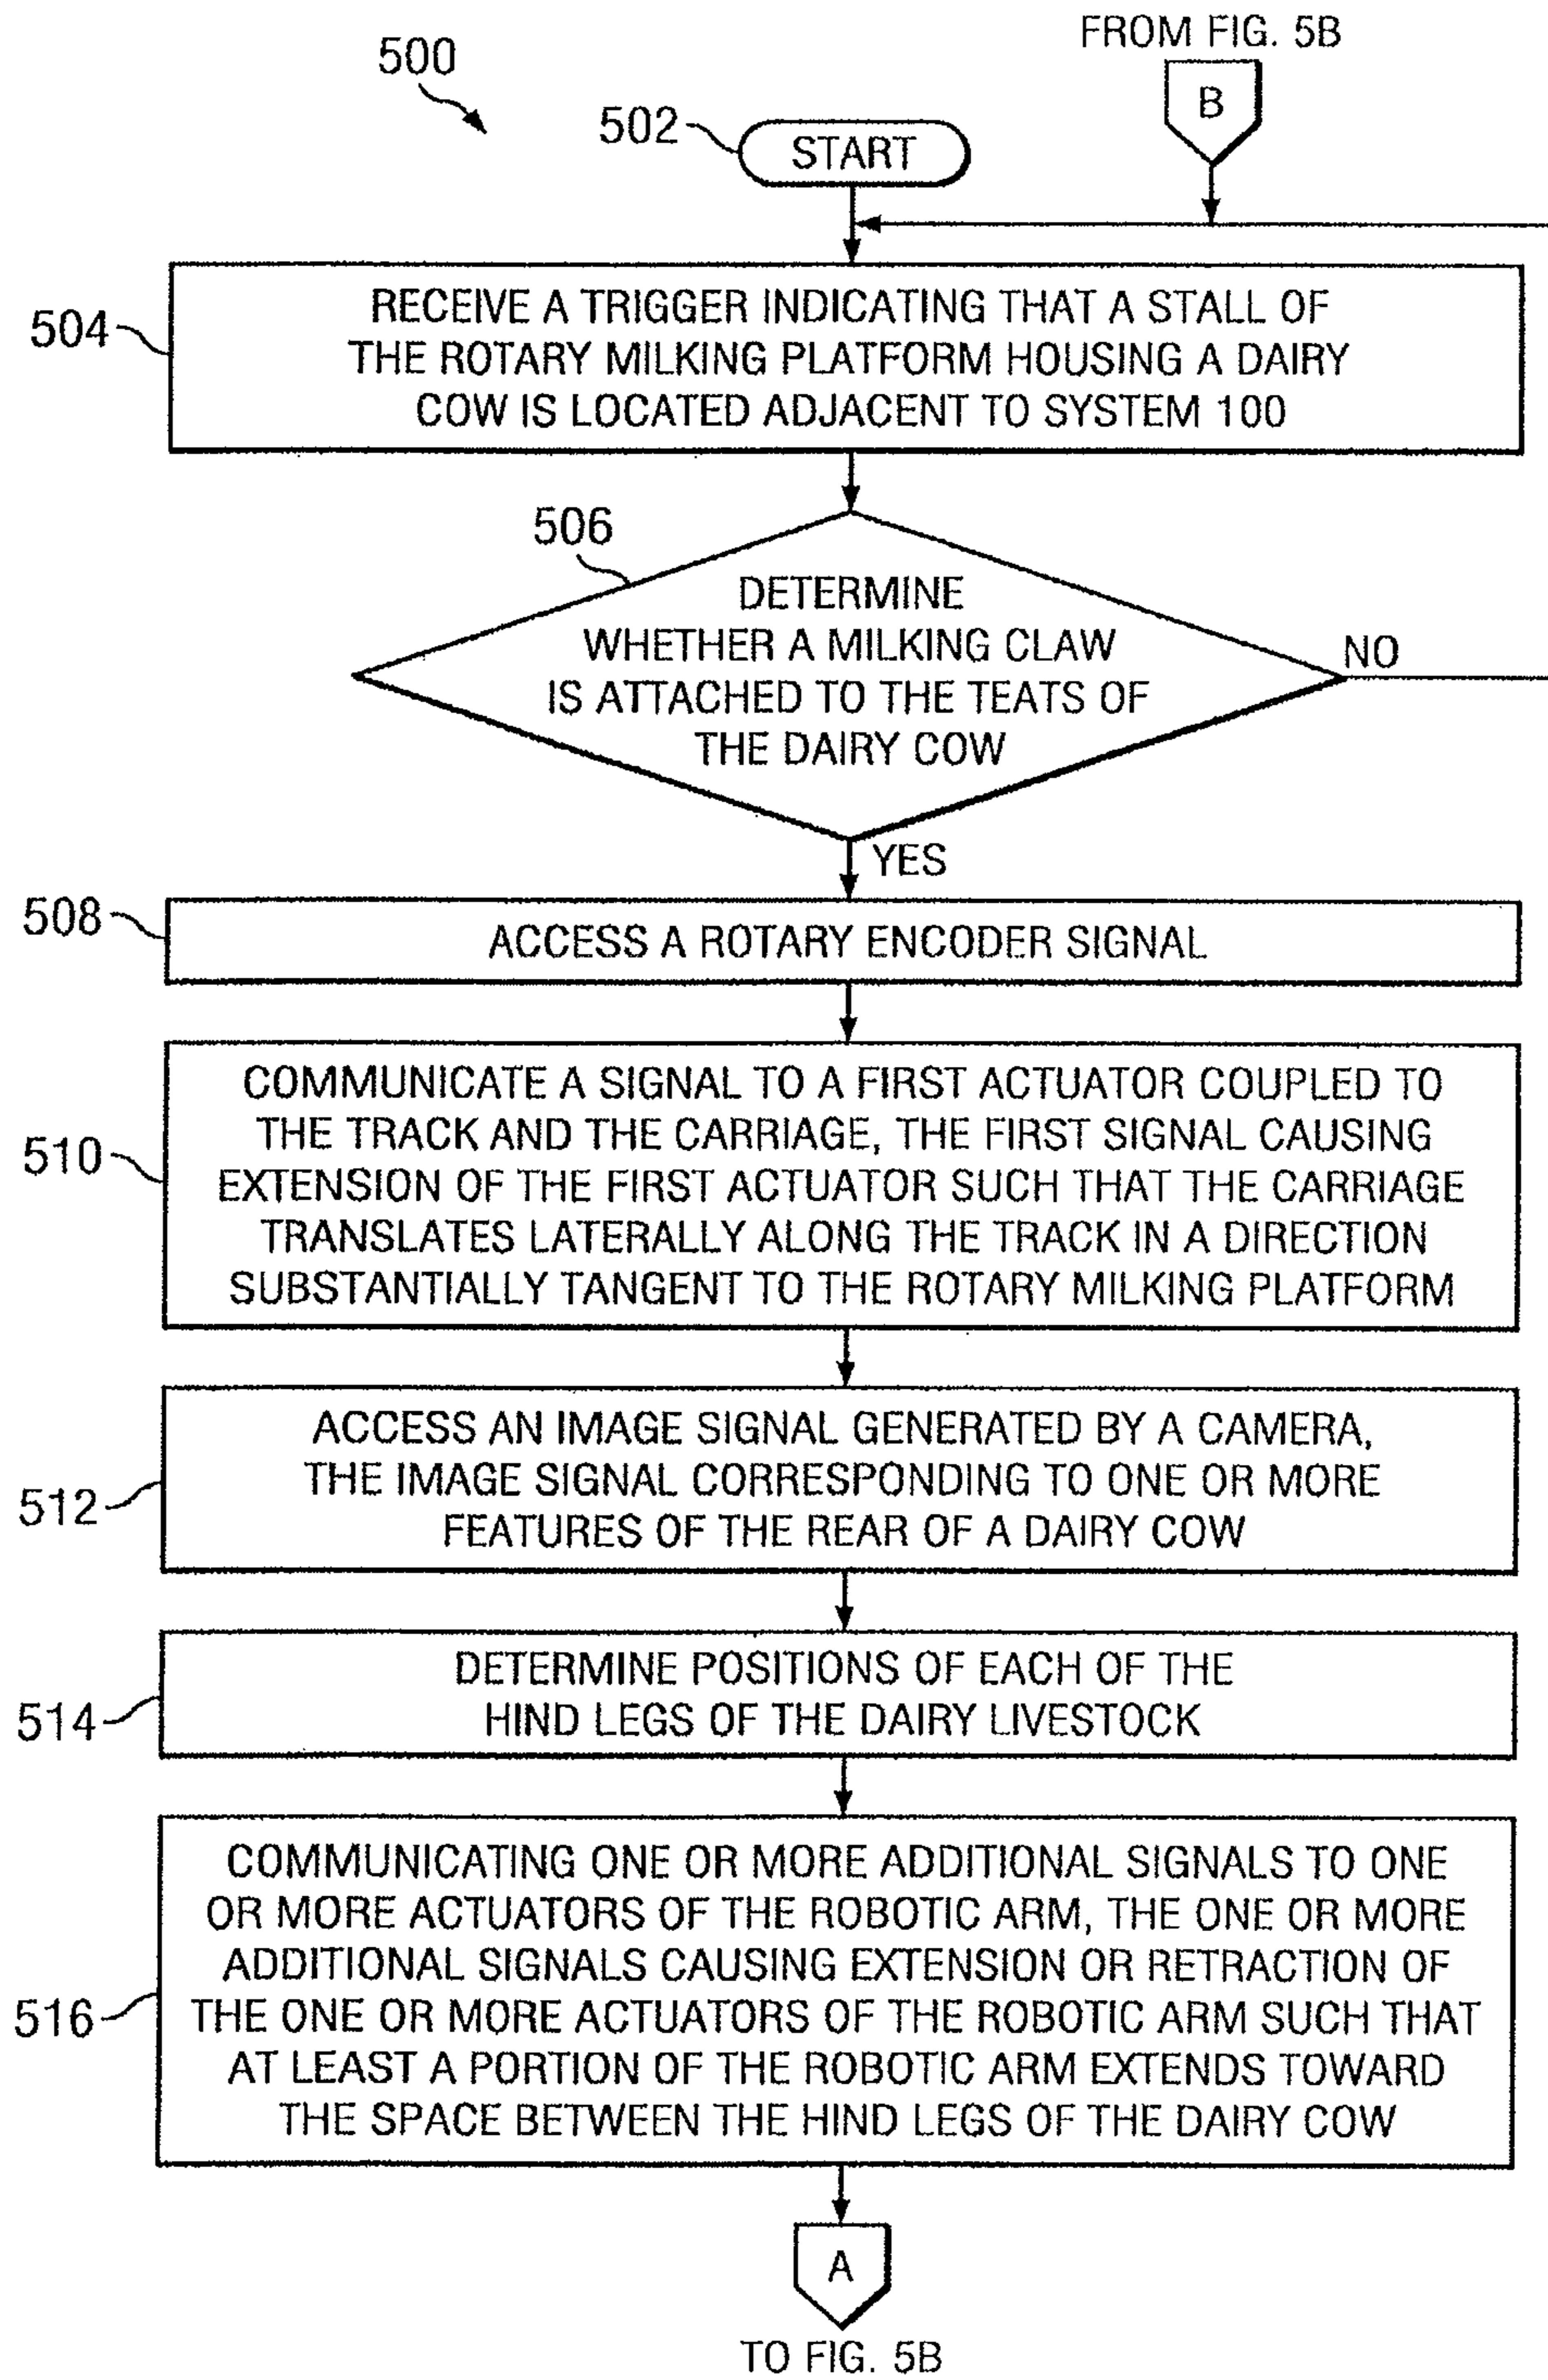 FROM FIG. 5B
500
B
502
START
504
RECEIVE A TRIGGER INDICATING THAT A STALL OF
THE ROTARY MILKING PLATFORM HOUSING A DAIRY
COW IS LOCATED ADJACENT TO SYSTEM 100
506
DETERMINE
WHETHER A MILKING CLAW
IS ATTACHED TO THE TEATS OF
THE DAIRY COW
NO
YES
508
ACCESS A ROTARY ENCODER SIGNAL
510
COMMUNICATE A SIGNAL TO A FIRST ACTUATOR COUPLED TO
THE TRACK AND THE CARRIAGE, THE FIRST SIGNAL CAUSING
EXTENSION OF THE FIRST ACTUATOR SUCH THAT THE CARRIAGE
TRANSLATES LATERALLY ALONG THE TRACK IN A DIRECTION
SUBSTANTIALLY TANGENT TO THE ROTARY MILKING PLATFORM
512
ACCESS AN IMAGE SIGNAL GENERATED BY A CAMERA,
THE IMAGE SIGNAL CORRESPONDING TO ONE OR MORE
FEATURES OF THE REAR OF A DAIRY COW
514
DETERMINE POSITIONS OF EACH OF THE
HIND LEGS OF THE DAIRY LIVESTOCK
516
COMMUNICATING ONE OR MORE ADDITIONAL SIGNALS TO ONE
OR MORE ACTUATORS OF THE ROBOTIC ARM, THE ONE OR MORE
ADDITIONAL SIGNALS CAUSING EXTENSION OR RETRACTION OF
THE ONE OR MORE ACTUATORS OF THE ROBOTIC ARM SUCH THAT
AT LEAST A PORTION OF THE ROBOTIC ARM EXTENDS TOWARD
THE SPACE BETWEEN THE HIND LEGS OF THE DAIRY COW
A
TO FIG. 5B